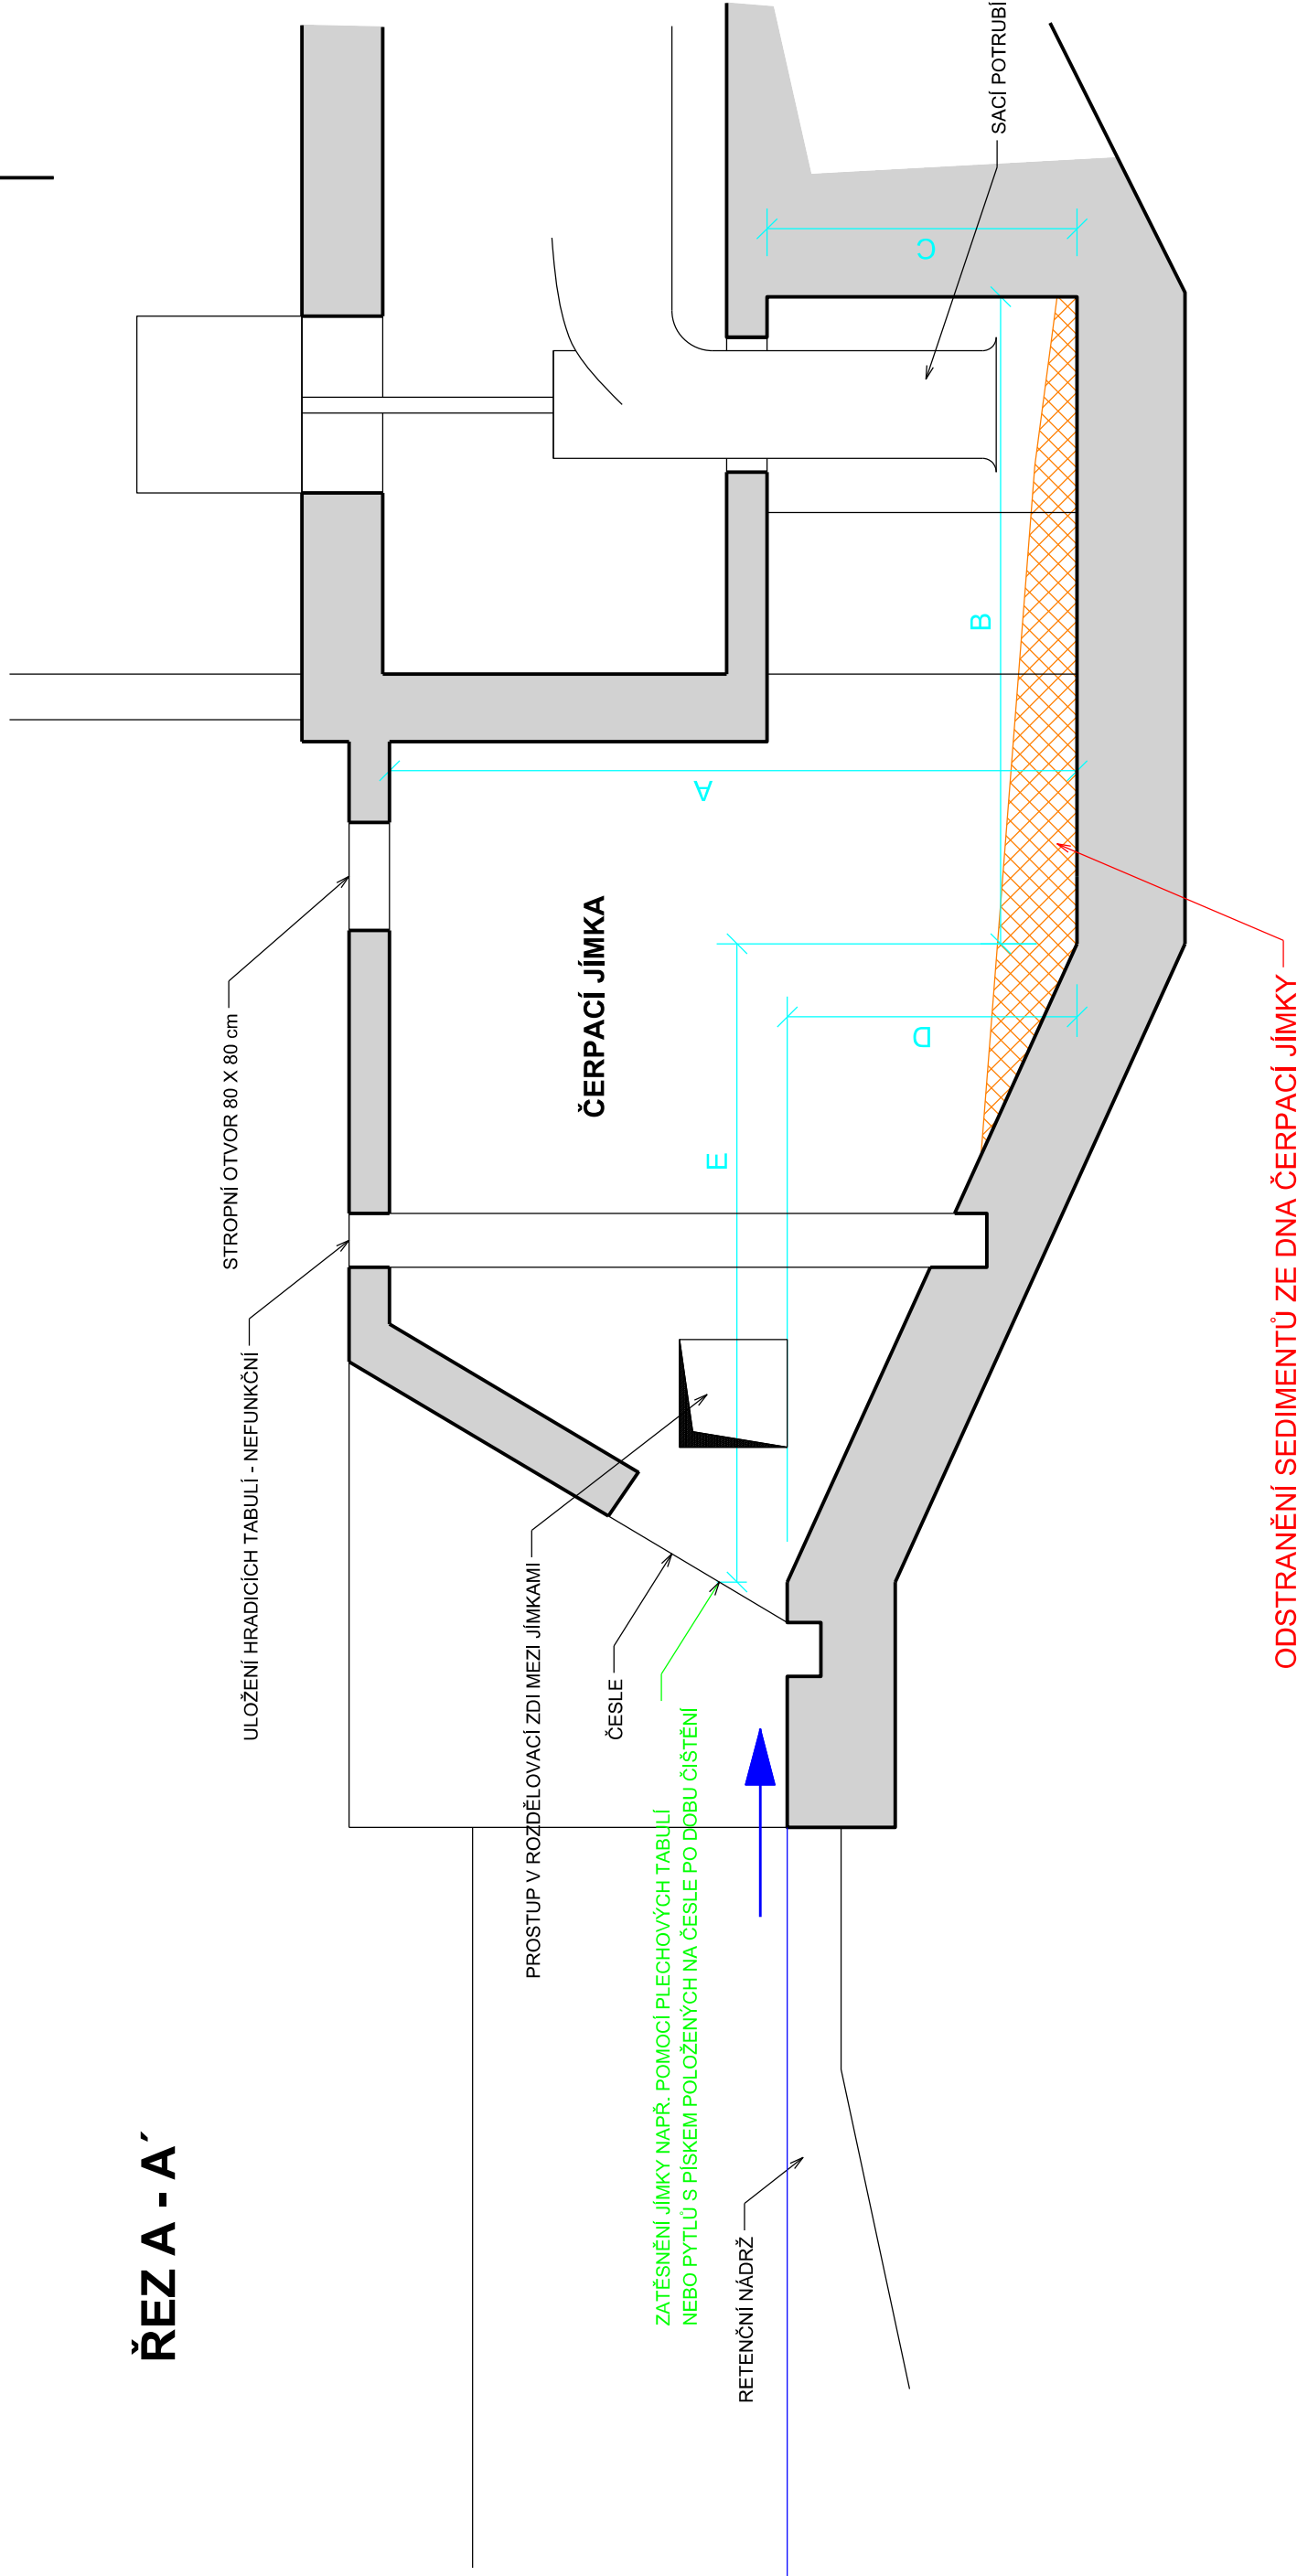 ŘEZ A - A´
STROPNÍ OTVOR 80 X 80 cm
ULOŽENÍ HRADICÍCH TABULÍ - NEFUNKČNÍ
PROSTUP V ROZDĚLOVACÍ ZDI MEZI JÍMKAMI
ČERPACÍ JÍMKA
ČESLE
ZATĚSNĚNÍ JÍMKY NAPŘ. POMOCÍ PLECHOVÝCH TABULÍ
NEBO PYTLŮ S PÍSKEM POLOŽENÝCH NA ČESLE PO DOBU ČIŠTĚNÍ
RETENČNÍ NÁDRŽ
E
A
D
B
C
SACÍ POTRUBÍ
ODSTRANĚNÍ SEDIMENTŮ ZE DNA ČERPACÍ JÍMKY